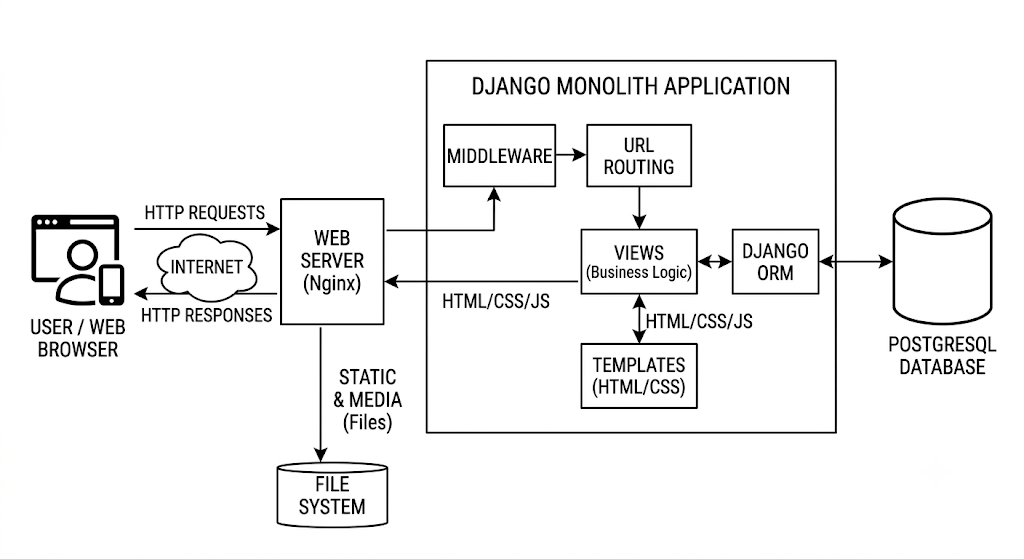 DJANGO MONOLITH APPLICATION
MIDDLEWARE
URL
ROUTING
HTTP REQUESTS
INTERNET
HTTP RESPONSES
USER / WEB
BROWSER
WEB
SERVER
(Nginx)
VIEWS
(Business Logic)
DJANGO
ORM
HTML/CSS/JS
HTML/CSS/JS
TEMPLATES
(HTML/CSS)
POSTGRESQL
DATABASE
STATIC
& MEDIA
(Files)
FILE
SYSTEM